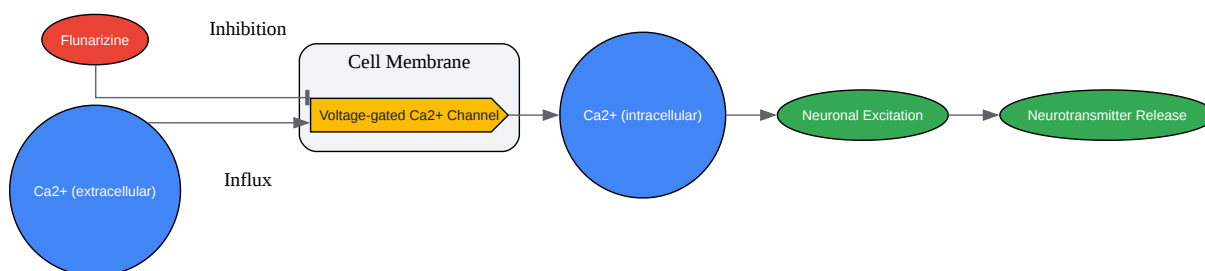 Inhibition
Flunarizine
Cell Membrane
Voltage-gated Ca2+ Channel
Ca2+ (intracellular)
Neuronal Excitation
Neurotransmitter Release
Influx
Ca2+ (extracellular)